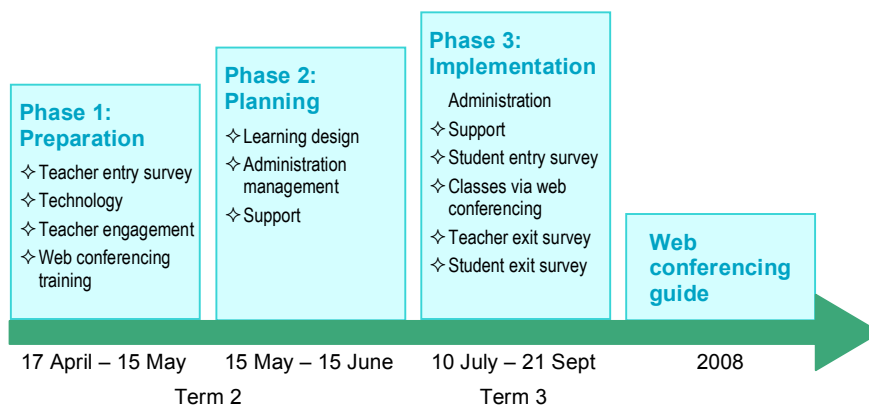 Phase 1:
Preparation
✧ Teacher entry survey
✧ Technology
✧ Teacher engagement
✧ Web conferencing
training
Phase 2:
Planning
✧ Learning design
✧ Administration
management
✧ Support
Phase 3:
Implementation
Administration
✧ Support
✧ Student entry survey
✧ Classes via web
conferencing
✧ Teacher exit survey
✧ Student exit survey
Web
conferencing
guide
17 April – 15 May
15 May – 15 June
10 July – 21 Sept
2008
Term 2
Term 3